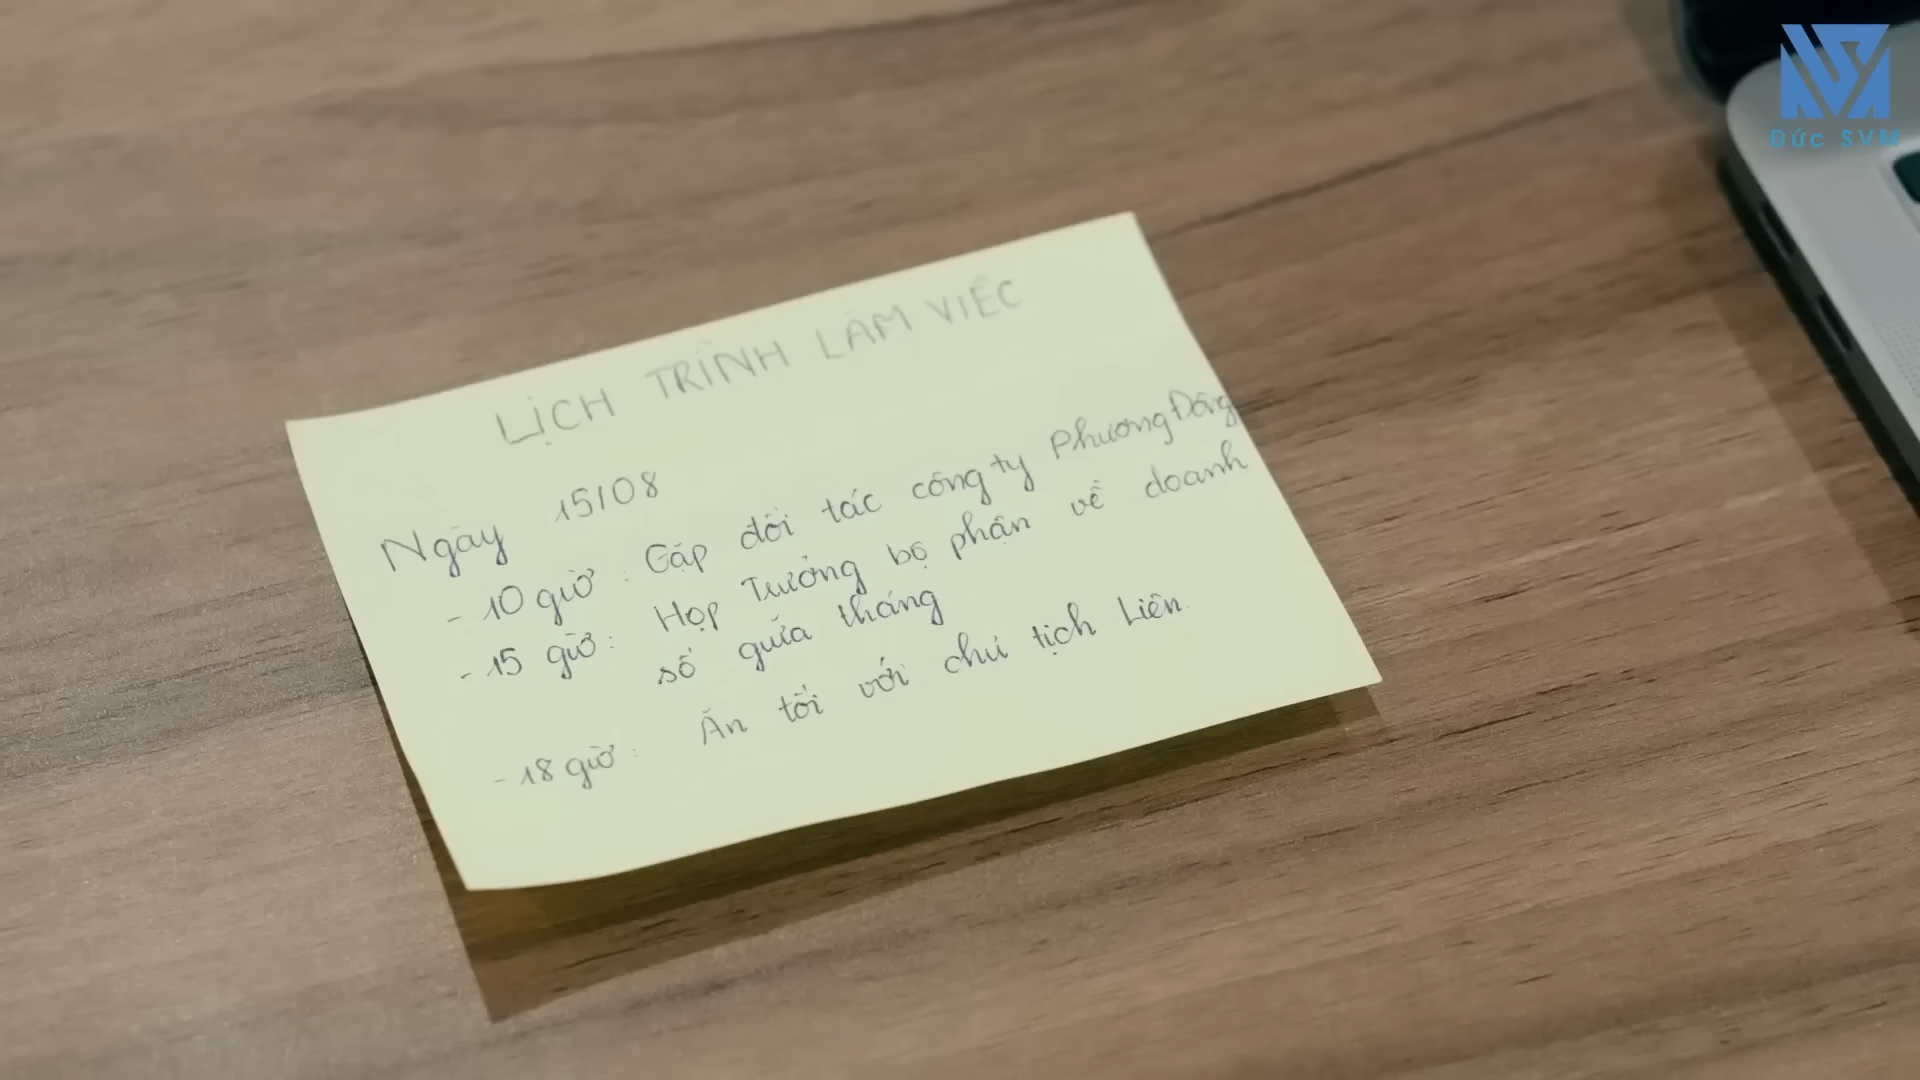 Đức SVM
LỊCH TRÌNH LÀM VIỆC
Ngày 15/08
- 10 giờ : Gặp đối tác công ty Phương Đông
- 15 giờ : Họp Trưởng bộ phận về doanh
số giữa tháng
- 18 giờ : Ăn tối với chủ tịch Liên.